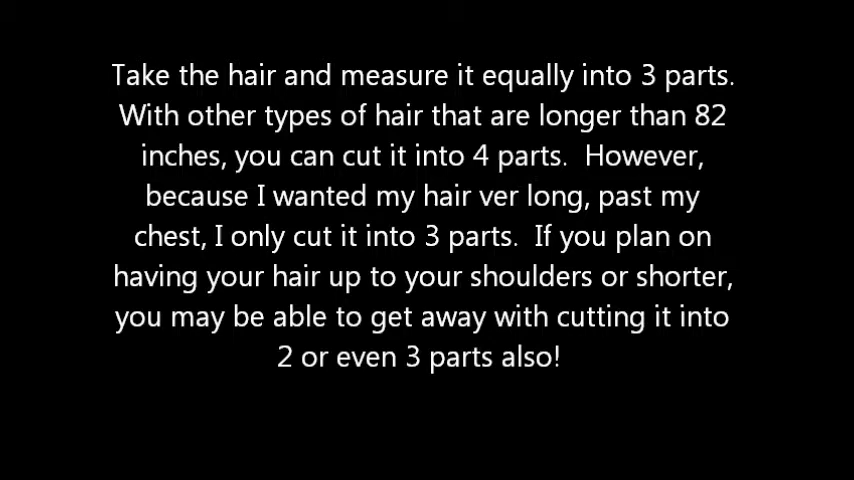 Take the hair and measure it equally into 3 parts.
With other types of hair that are longer than 82
inches, you can cut it into 4 parts.  However,
because I wanted my hair ver long, past my
chest, I only cut it into 3 parts.  If you plan on
having your hair up to your shoulders or shorter,
you may be able to get away with cutting it into
2 or even 3 parts also!